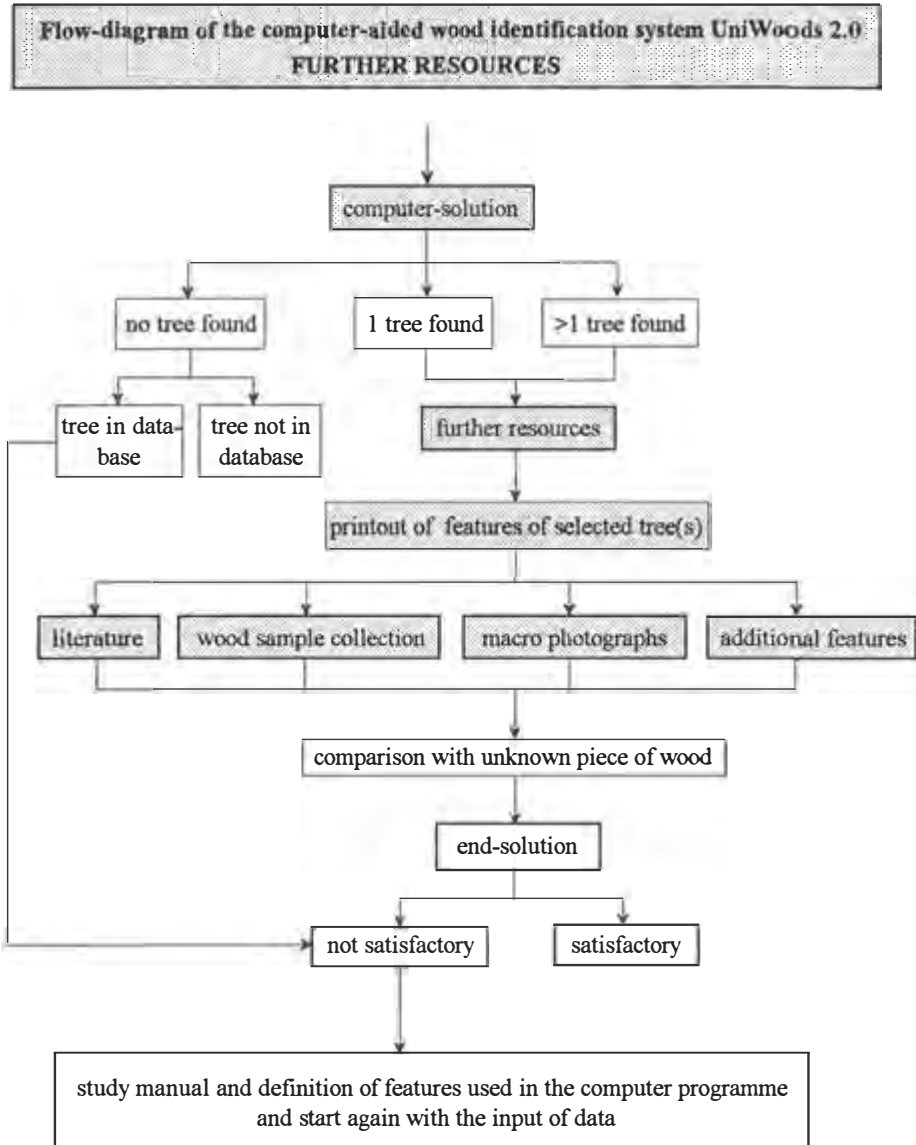 Flow-diagram of the computer-aided wood identification system UniWoods 2.0
FURTHER RESOURCES
computer-solution
no tree found
1 tree found
>1 tree found
tree in data-
base
tree not in
database
further resources
printout of features of selected tree(s)
literature
wood sample collection
macro photographs
additional features
comparison with unknown piece of wood
end-solution
not satisfactory
satisfactory
study manual and definition of features used in the computer programme
and start again with the input of data